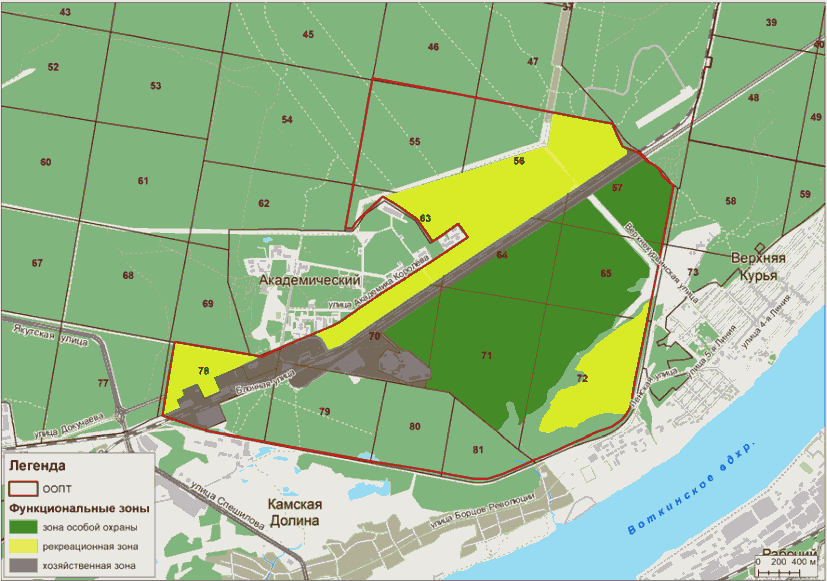 43
45
46
37
39
40
47
52
53
48
54
49
55
56
60
61
57
58
59
62
63
Верхнекурьинская улица
64
67
68
65
73
Верхняя
Курья
Академический
улица Академика Королёва
69
70
улица 4-я Линия
улица 5-я Линия
Якутская улица
71
78
72
77
Блочная улица
Ленская улица
79
80
улица Докучаева
81
Воткинское вдхр.
Легенда
ООПТ
Функциональные зоны
зона особой охраны
рекреационная зона
хозяйственная зона
улица Спешилова
Камская
Долина
улица Борцов Революции
Рабочий
0 200 400 м